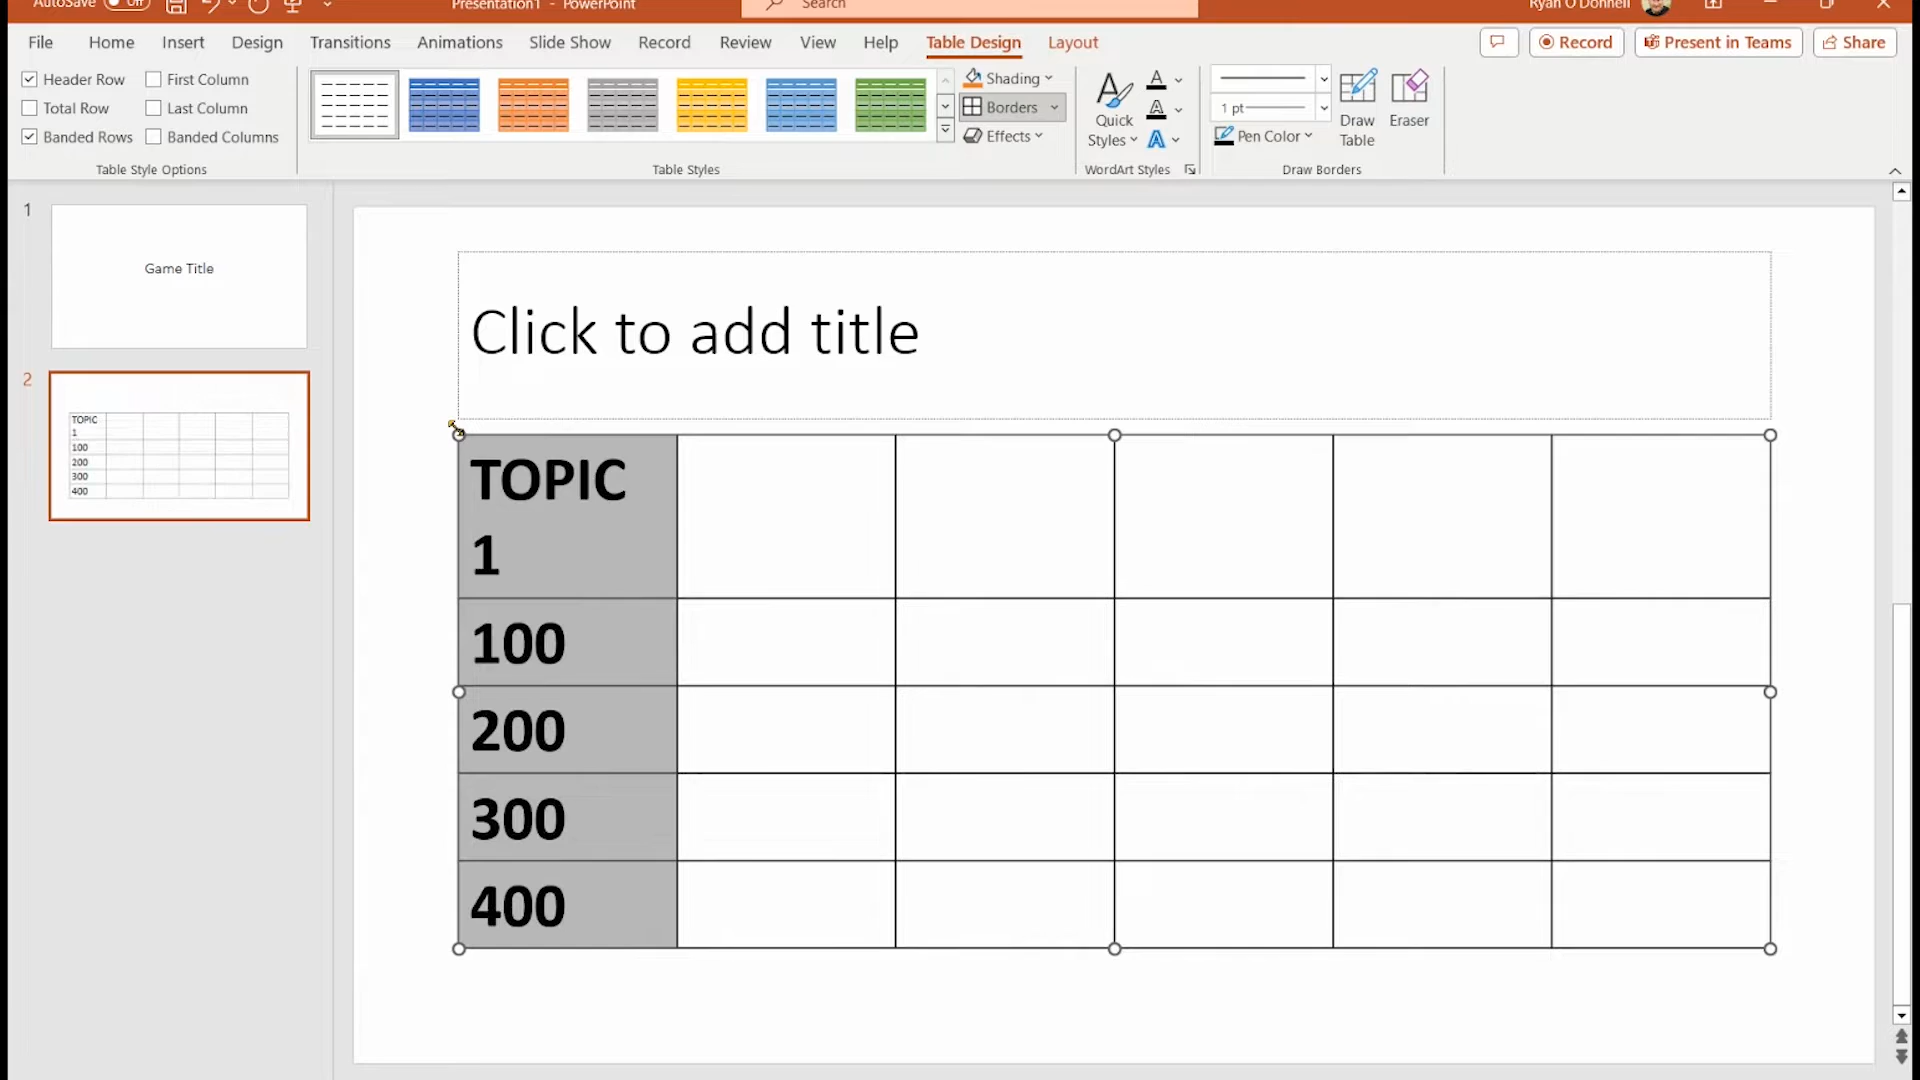 AutoSave Off Presentation1 - PowerPoint Search Ryan O'Donnell
File Home Insert Design Transitions Animations Slide Show Record Review View Help Table Design Layout Record Present in Teams Share
Header Row First Column
Total Row Last Column
Banded Rows Banded Columns
Table Style Options
Shading
Borders
Effects
Table Styles
Quick
Styles
WordArt Styles
1 pt
Pen Color
Draw
Table
Eraser
Draw Borders
1
Game Title
2
TOPIC
1
100
200
300
400
Click to add title
TOPIC
1
100
200
300
400